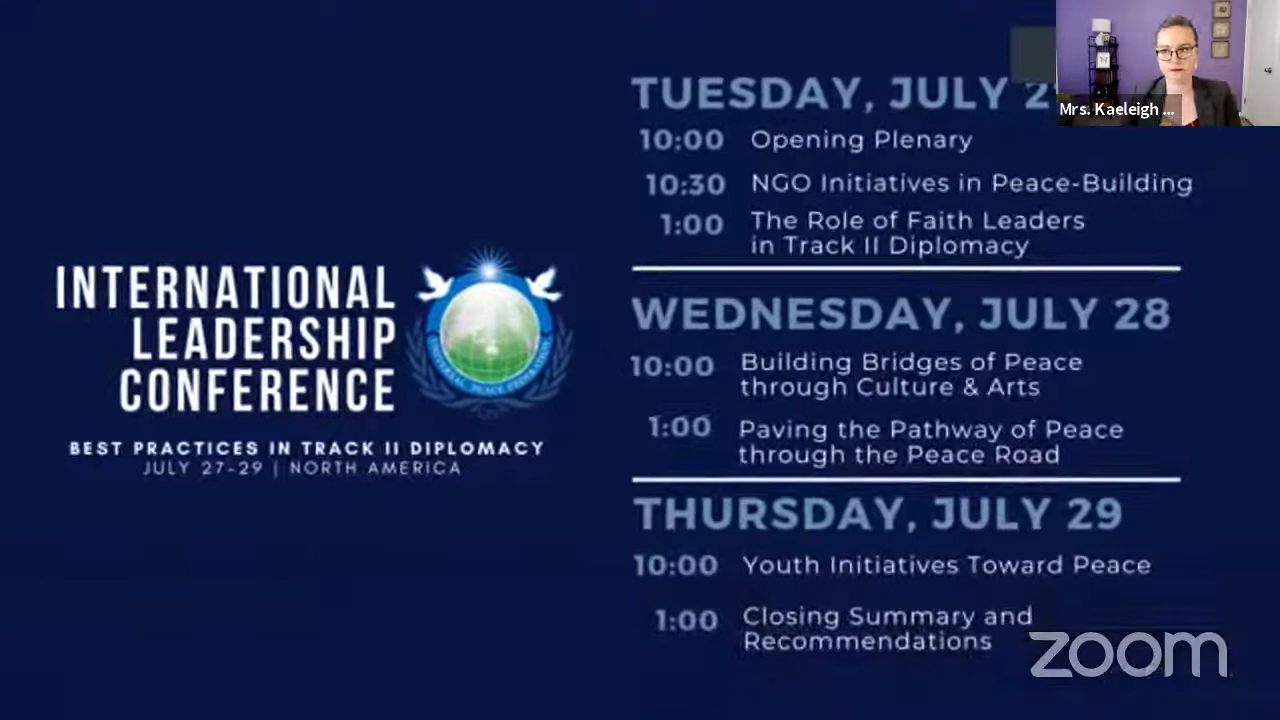 INTERNATIONAL
LEADERSHIP
CONFERENCE
UNIVERSAL PEACE FEDERATION
BEST PRACTICES IN TRACK II DIPLOMACY
JULY 27-29 | NORTH AMERICA
TUESDAY, JULY
10:00 Opening Plenary
10:30 NGO Initiatives in Peace-Building
1:00 The Role of Faith Leaders
in Track II Diplomacy
WEDNESDAY, JULY 28
10:00 Building Bridges of Peace
through Culture & Arts
1:00 Paving the Pathway of Peace
through the Peace Road
THURSDAY, JULY 29
10:00 Youth Initiatives Toward Peace
1:00 Closing Summary and
Recommendations
Mrs. Kaeleigh ...
zoom